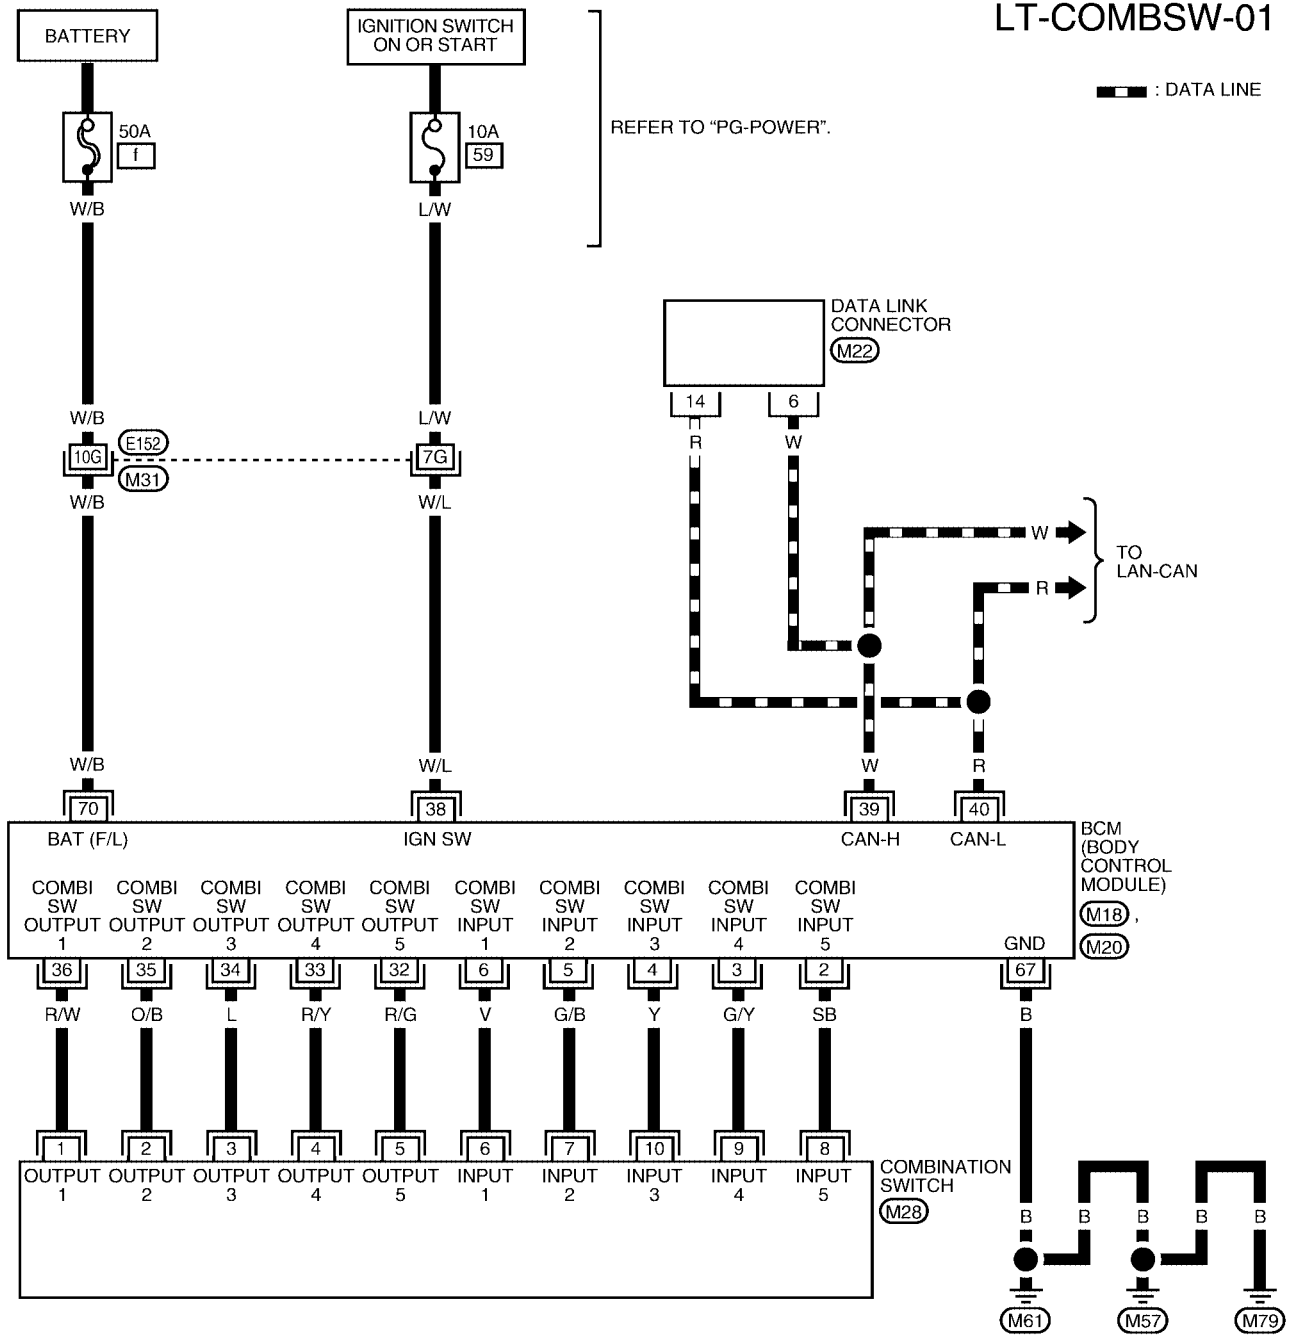 LT-COMBSW-01
BATTERY
IGNITION SWITCH
ON OR START
: DATA LINE
50A
f
10A
59
REFER TO “PG-POWER”.
W/B
L/W
DATA LINK
CONNECTOR
M22
14
6
R
W
W/B
L/W
10G
E152
M31
7G
W/B
W/L
W
R
TO
LAN-CAN
W/B
W/L
W
R
70
38
39
40
BAT (F/L)
IGN SW
CAN-H
CAN-L
BCM
(BODY
CONTROL
MODULE)
M18 ,
M20
COMBI
SW
OUTPUT
1
COMBI
SW
OUTPUT
2
COMBI
SW
OUTPUT
3
COMBI
SW
OUTPUT
4
COMBI
SW
OUTPUT
5
COMBI
SW
INPUT
1
COMBI
SW
INPUT
2
COMBI
SW
INPUT
3
COMBI
SW
INPUT
4
COMBI
SW
INPUT
5
GND
36
35
34
33
32
6
5
4
3
2
67
R/W
O/B
L
R/Y
R/G
V
G/B
Y
G/Y
SB
B
1
2
3
4
5
6
7
10
9
8
OUTPUT
1
OUTPUT
2
OUTPUT
3
OUTPUT
4
OUTPUT
5
INPUT
1
INPUT
2
INPUT
3
INPUT
4
INPUT
5
COMBINATION
SWITCH
M28
B
B
B
B
B
M61
M57
M79